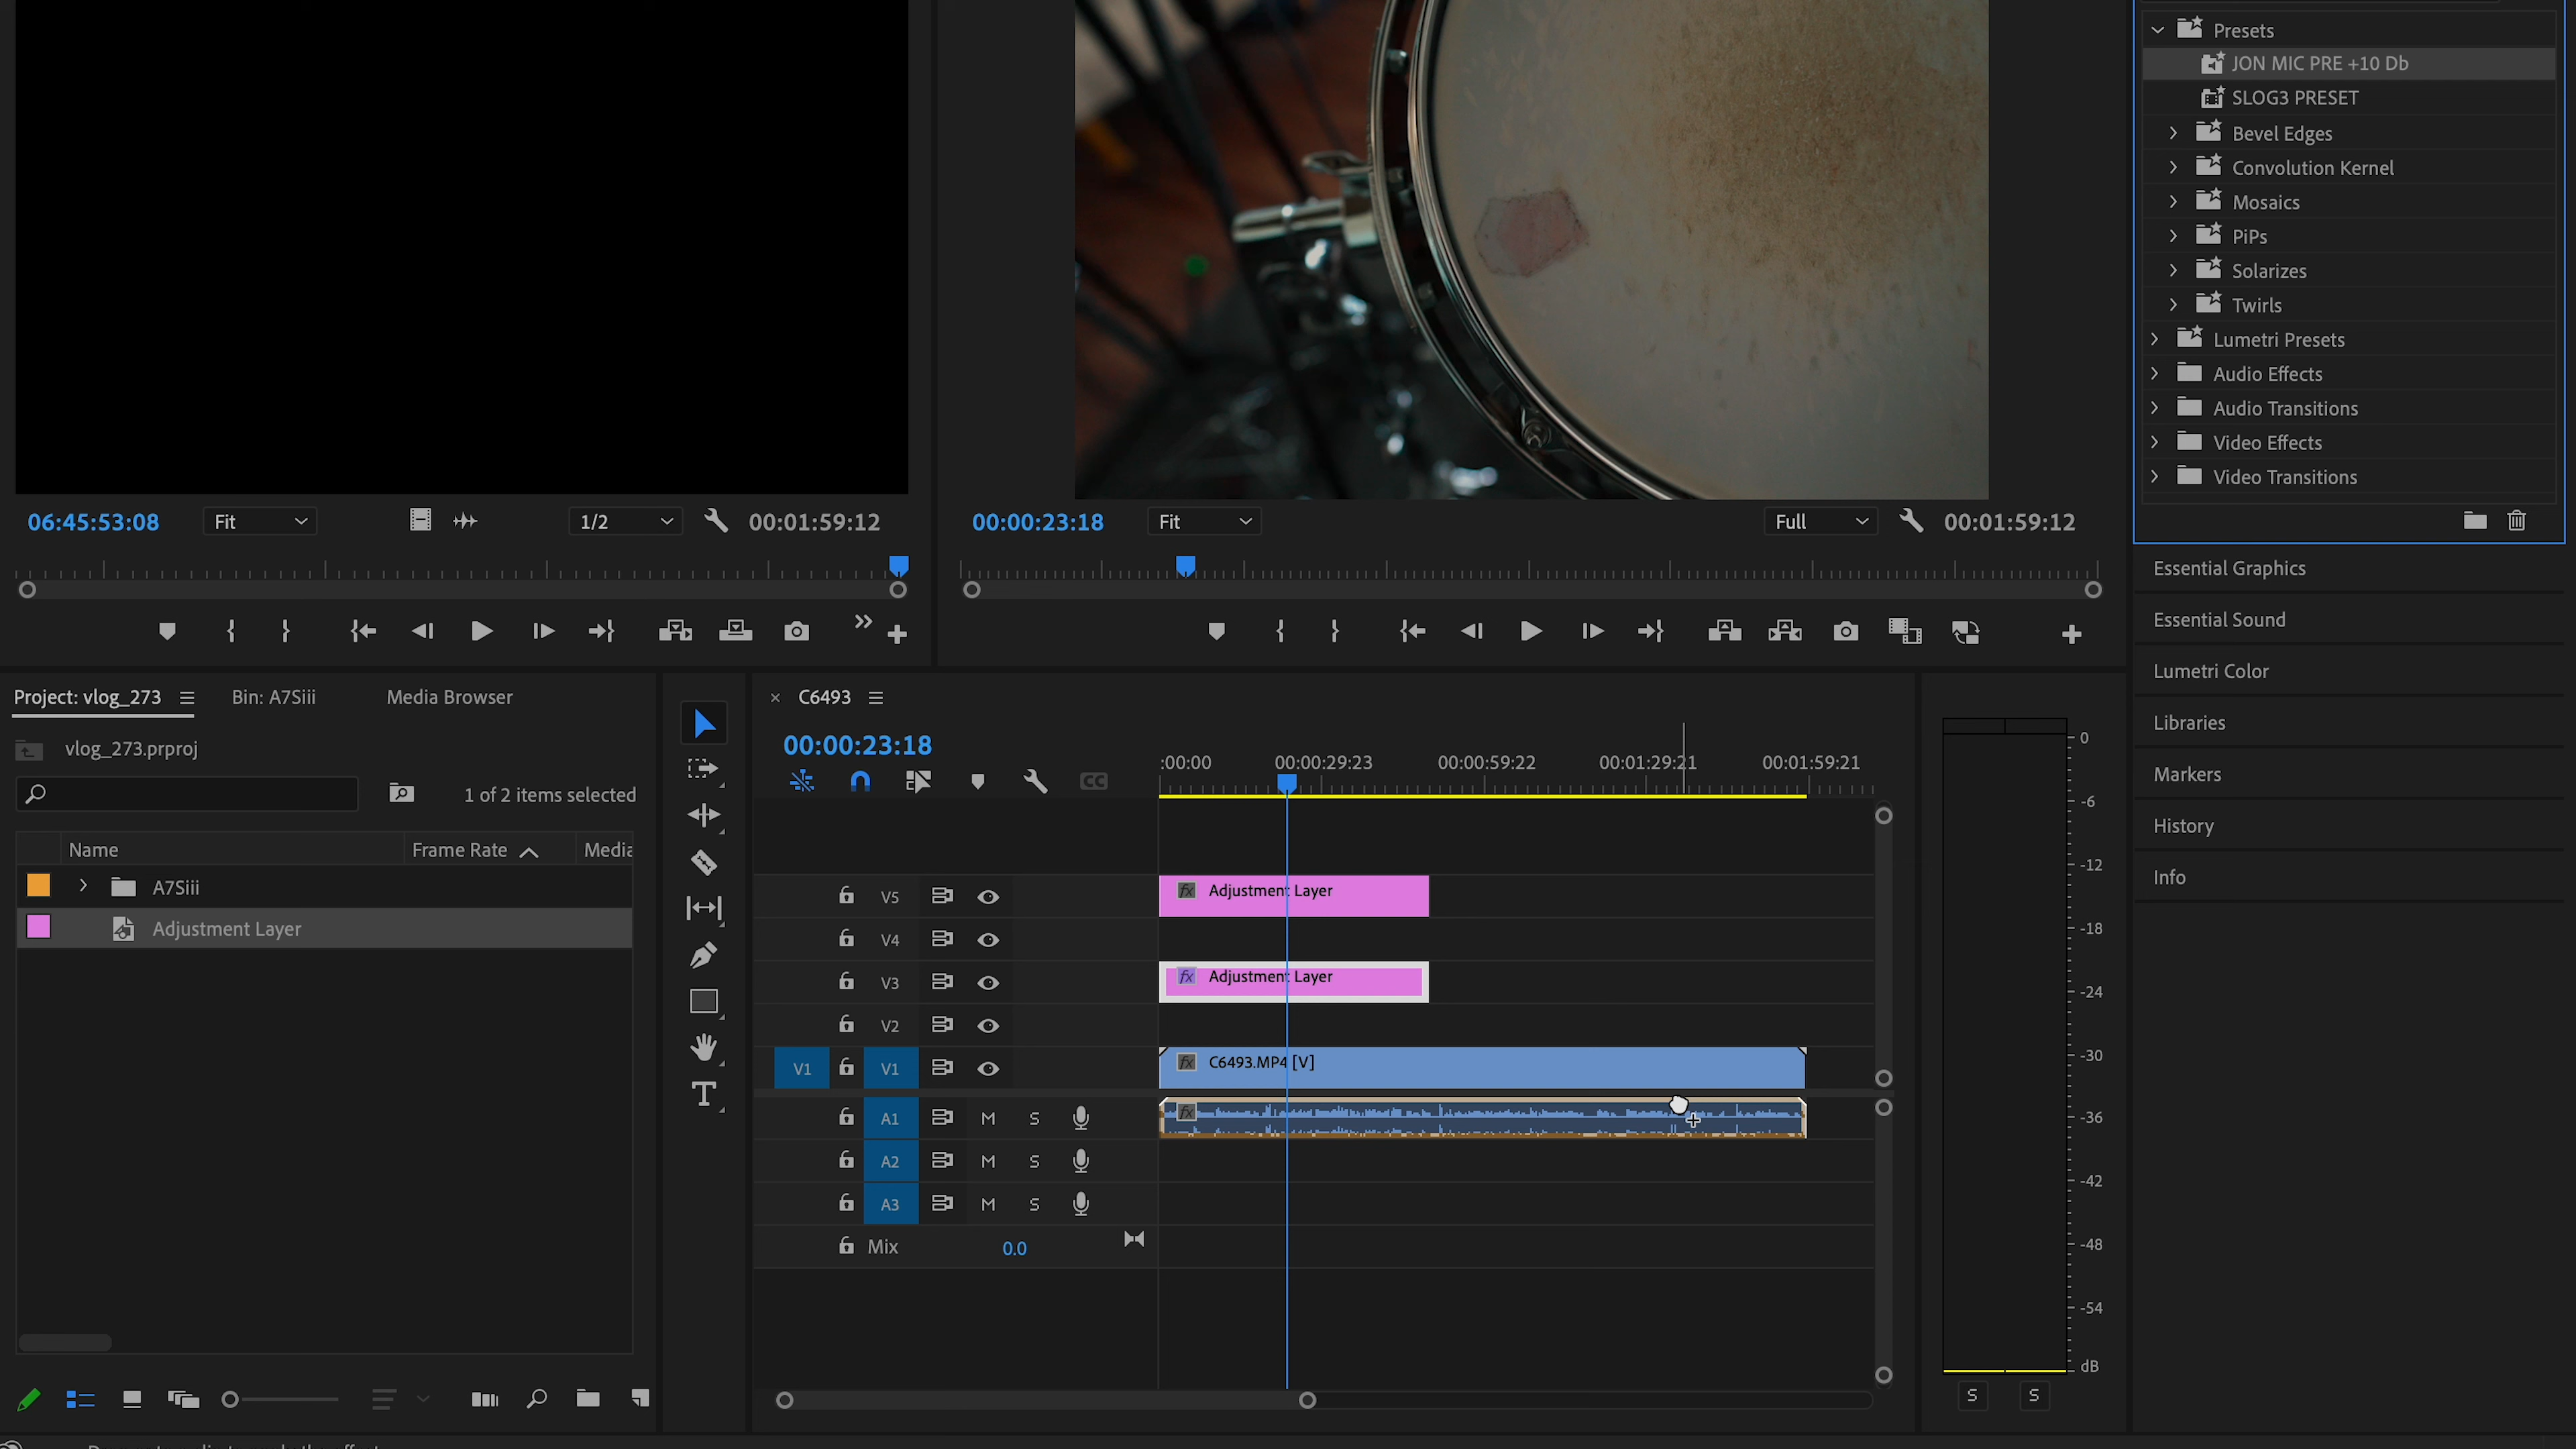 Presets
JON MIC PRE +10 Db
SLOG3 PRESET
Bevel Edges
Convolution Kernel
Mosaics
PiPs
Solarizes
Twirls
Lumetri Presets
Audio Effects
Audio Transitions
Video Effects
Video Transitions
06:45:53:08 Fit 1/2 00:01:59:12
00:00:23:18 Fit Full 00:01:59:12
Essential Graphics
Essential Sound
Lumetri Color
Libraries
Markers
History
Info
Project: vlog_273 Bin: A7Siii Media Browser
vlog_273.prproj
1 of 2 items selected
Name Frame Rate Media
A7Siii
Adjustment Layer
T
× C6493
00:00:23:18
:00:00 00:00:29:23 00:00:59:22 00:01:29:21 00:01:59:21
CC
V5 fx Adjustment Layer
V4
V3 fx Adjustment Layer
V2
V1 V1 fx C6493.MP4 [V]
A1 M S fx
A2 M S
A3 M S
Mix 0.0
0
-6
-12
-18
-24
-30
-36
-42
-48
-54
dB
S S